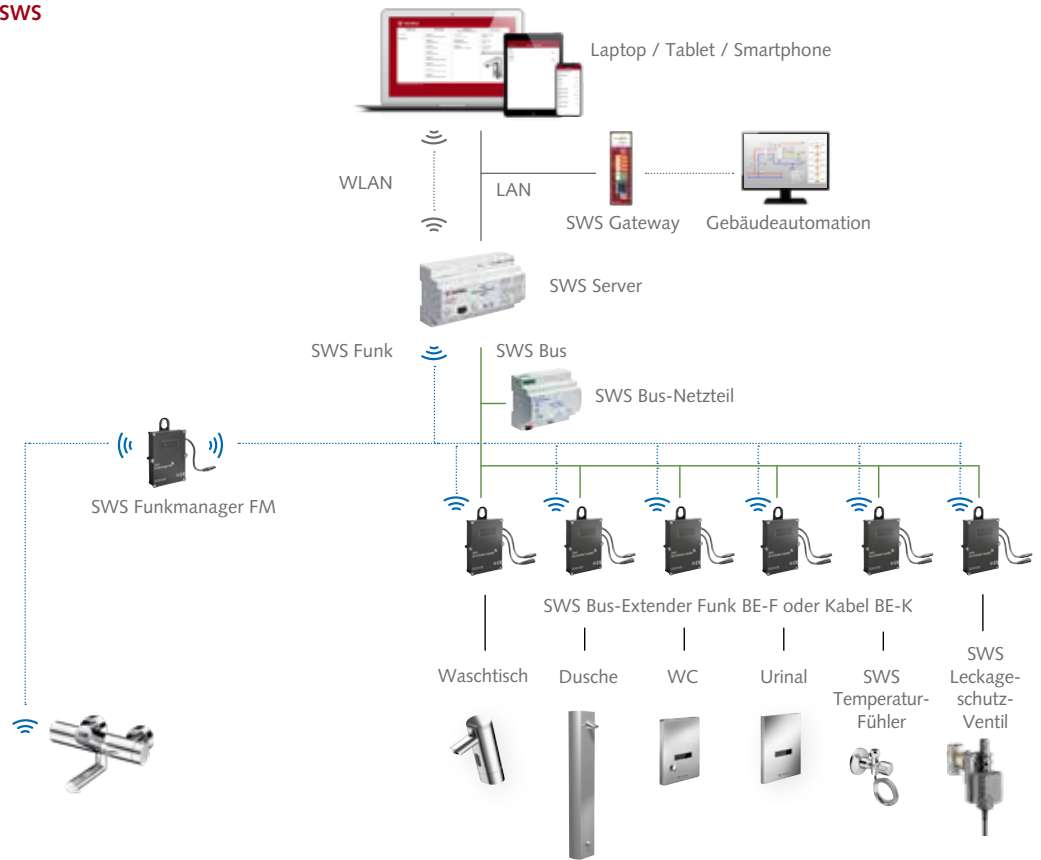 SWS
Laptop / Tablet / Smartphone
WLAN
LAN
SWS Gateway
Gebäudeautomation
SWS Server
SWS Funk
SWS Bus
SWS Bus-Netzteil
SWS Funkmanager FM
SWS Bus-Extender Funk BE-F oder Kabel BE-K
Waschtisch
Dusche
WC
Urinal
SWS
Temperatur-
Fühler
SWS
Leckage-
schutz-
Ventil